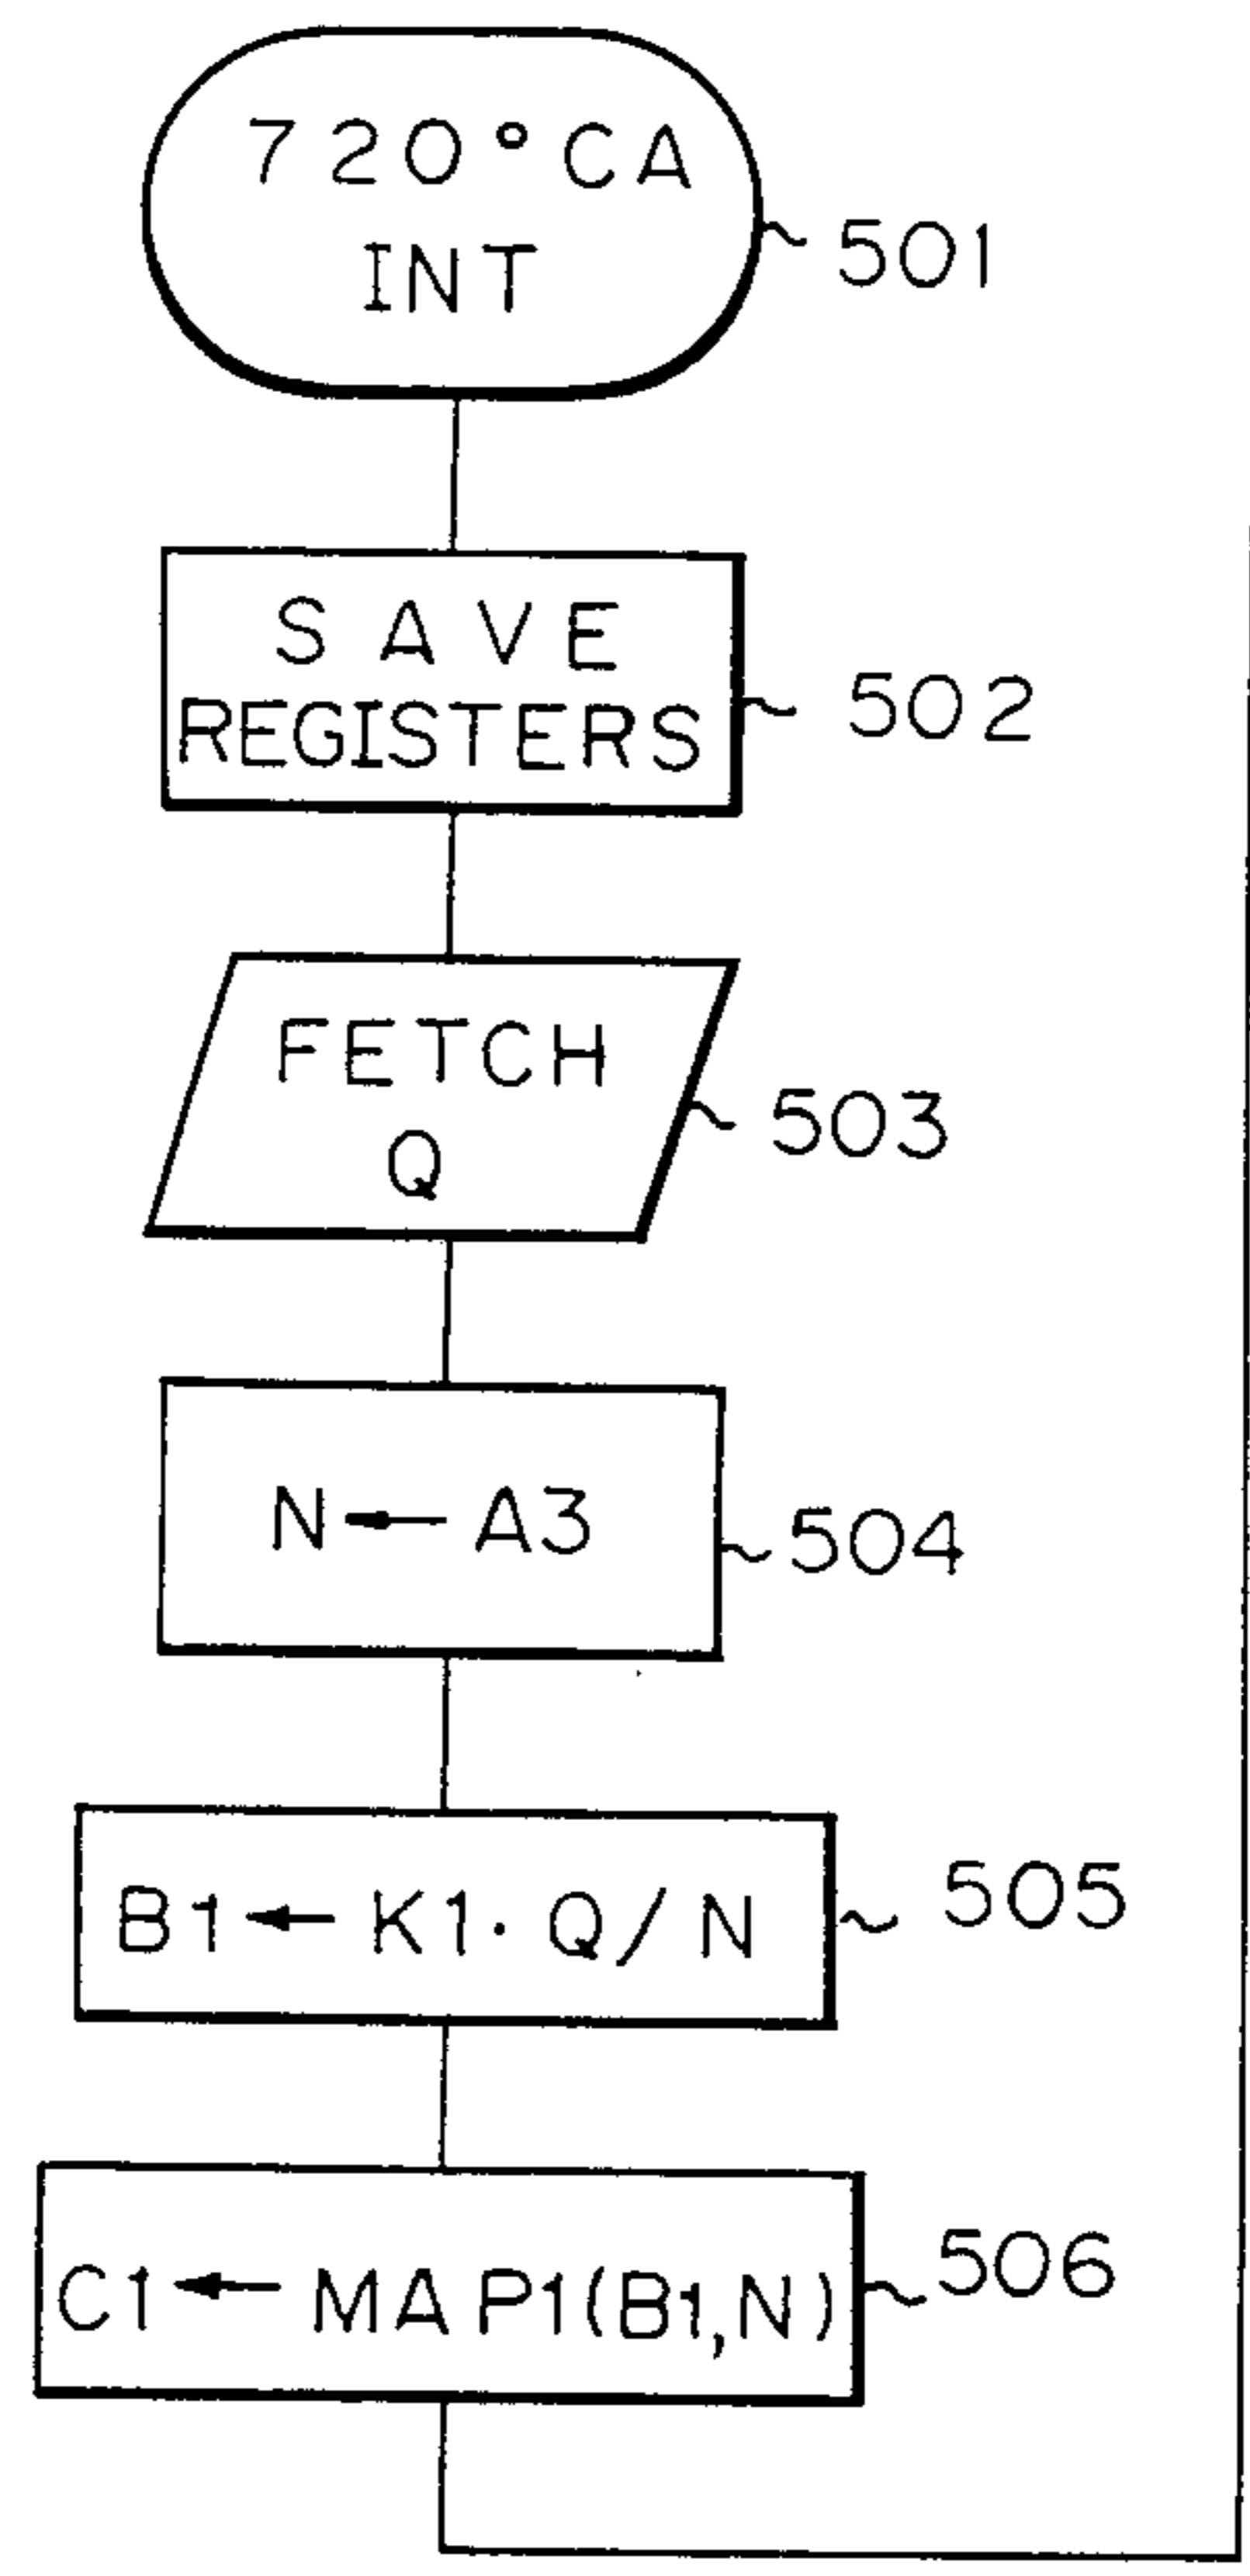 720°CA
INT
501
SAVE
REGISTERS
502
FETCH
Q
503
N←A3
504
B1←K1·Q/N
505
C1←MAP1(B1,N)
506